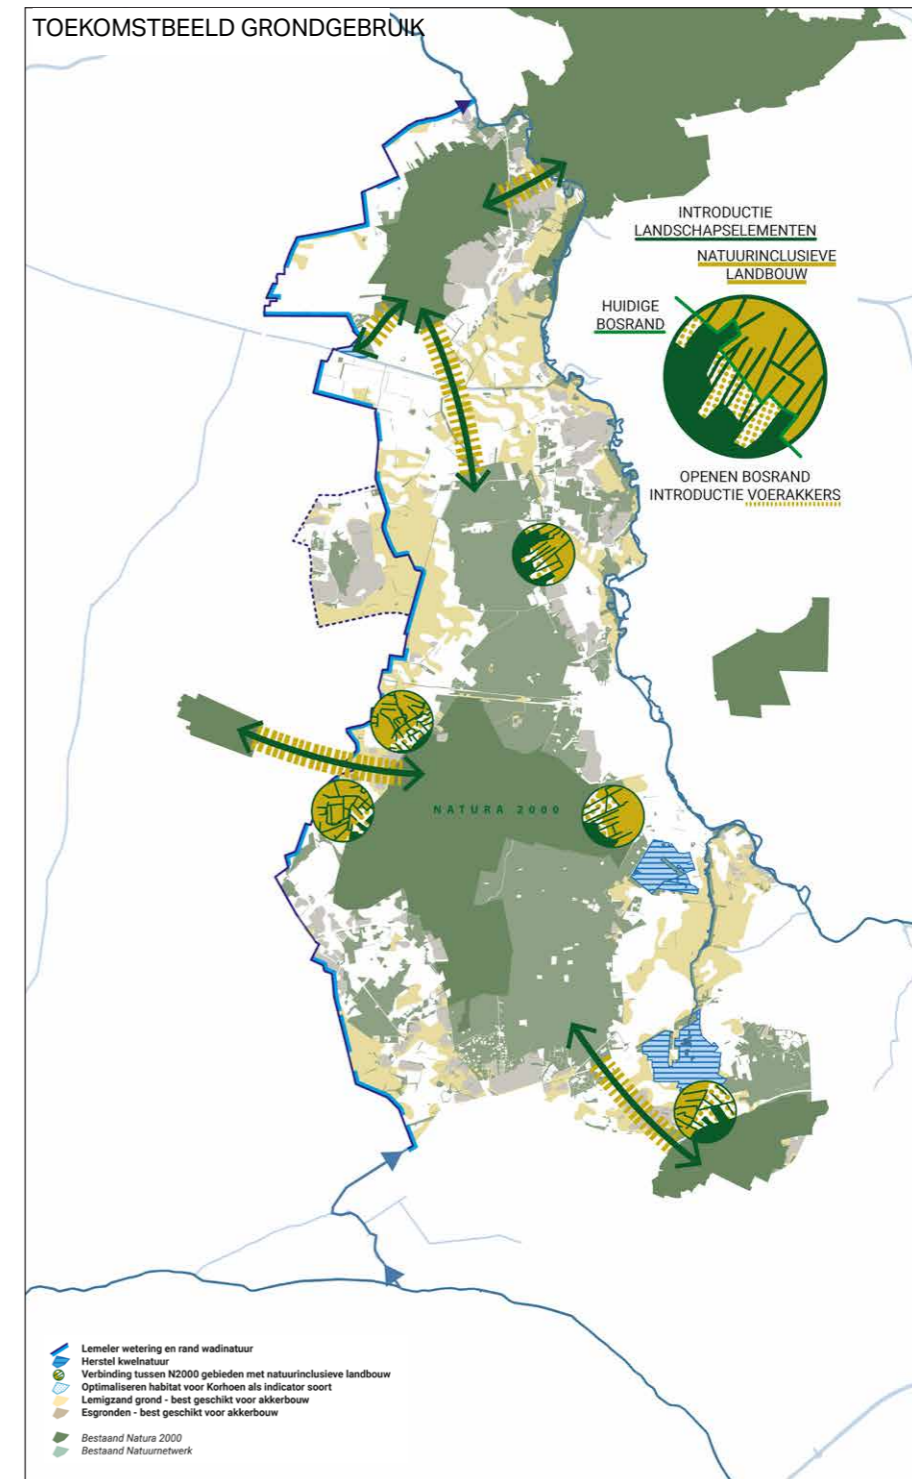 TOEKOMSTBEELD GRONDGEBRUIK
INTRODUCTIE
LANDSCHAPSELEMENTEN
NATUURINCLUSIEVE
LANDBOUW
HUIDIGE
BOSRAND
OPENEN BOSRAND
INTRODUCTIE VOERAKKERS
NATURA 2000
Lemeler wetering en rand wadinatuur
Herstel kwelnatuur
Verbinding tussen N2000 gebieden met natuurinclusieve landbouw
Optimaliseren habitat voor Korhoen als indicator soort
Lemigzand grond - best geschikt voor akkerbouw
Esgronden - best geschikt voor akkerbouw
Bestaand Natura 2000
Bestaand Natuurnetwerk